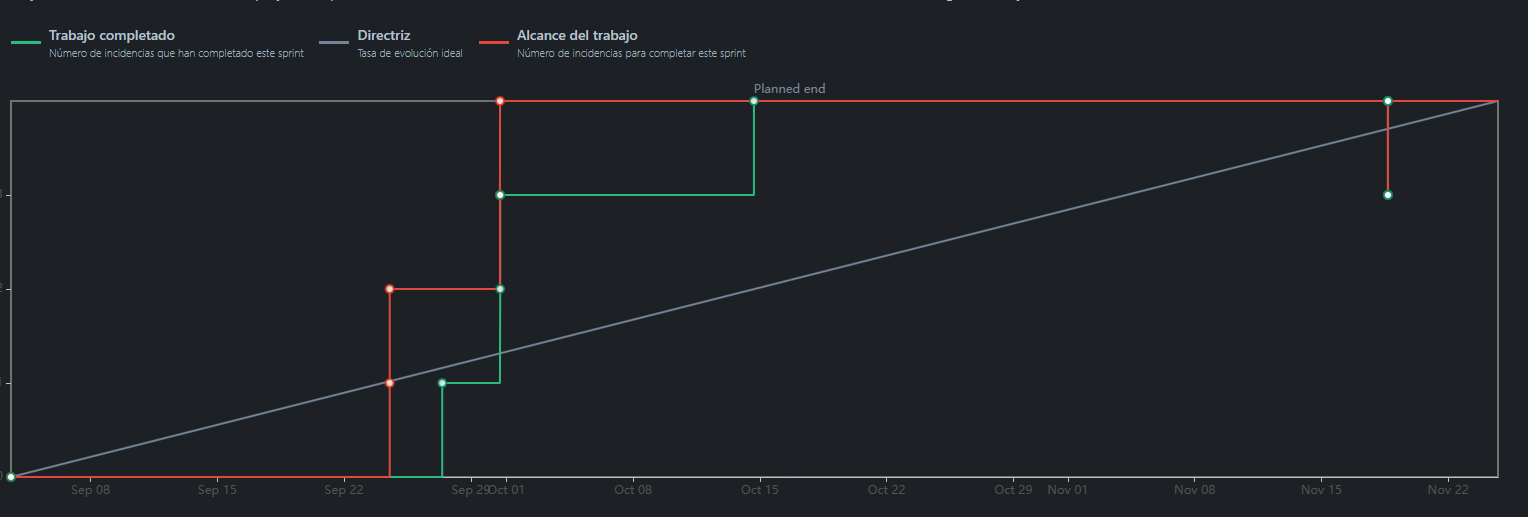 Trabajo completado
Número de incidencias que han completado este sprint
Directriz
Tasa de evolución ideal
Alcance del trabajo
Número de incidencias para completar este sprint
Planned end
Sep 08
Sep 15
Sep 22
Sep 29
Oct 01
Oct 08
Oct 15
Oct 22
Oct 29
Nov 01
Nov 08
Nov 15
Nov 22